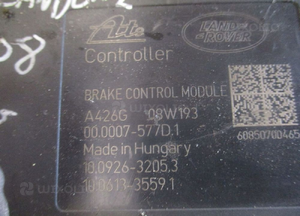 Ate
LAND
ROVER
Controller
BRAKE CONTROL MODULE
A426G 08W193
00.0007-577D.1
6885070D465
Made in Hungary
10.0926-3205.3
10.0613-3559.1